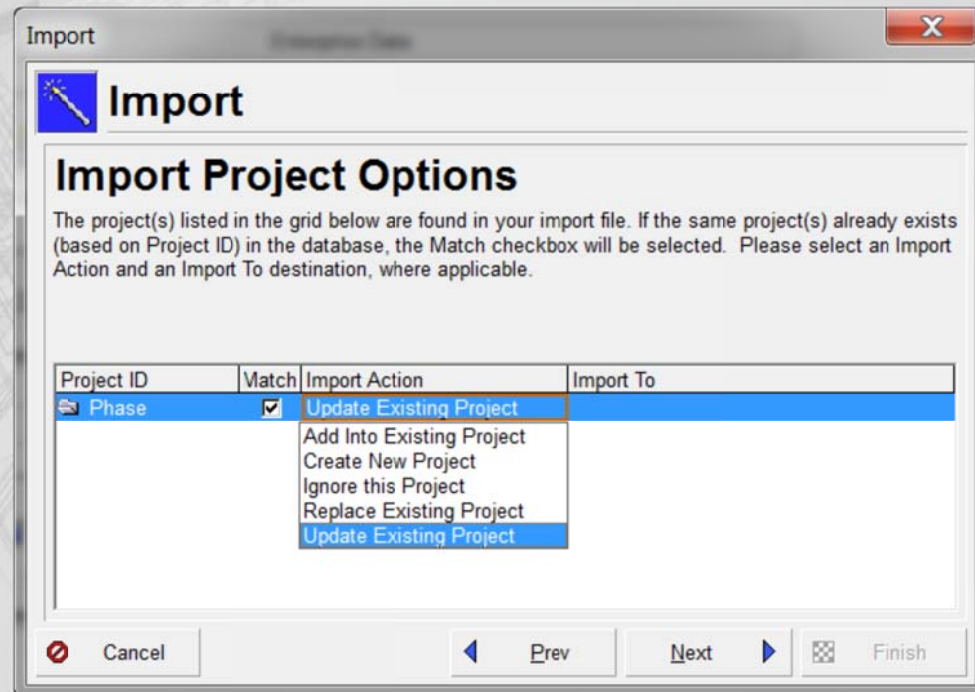 Import
Import
Import Project Options
The project(s) listed in the grid below are found in your import file. If the same project(s) already exists
(based on Project ID) in the database, the Match checkbox will be selected. Please select an Import
Action and an Import To destination, where applicable.
Project ID Match Import Action Import To
Phase Update Existing Project
Add Into Existing Project
Create New Project
Ignore this Project
Replace Existing Project
Update Existing Project
Cancel Prev Next Finish